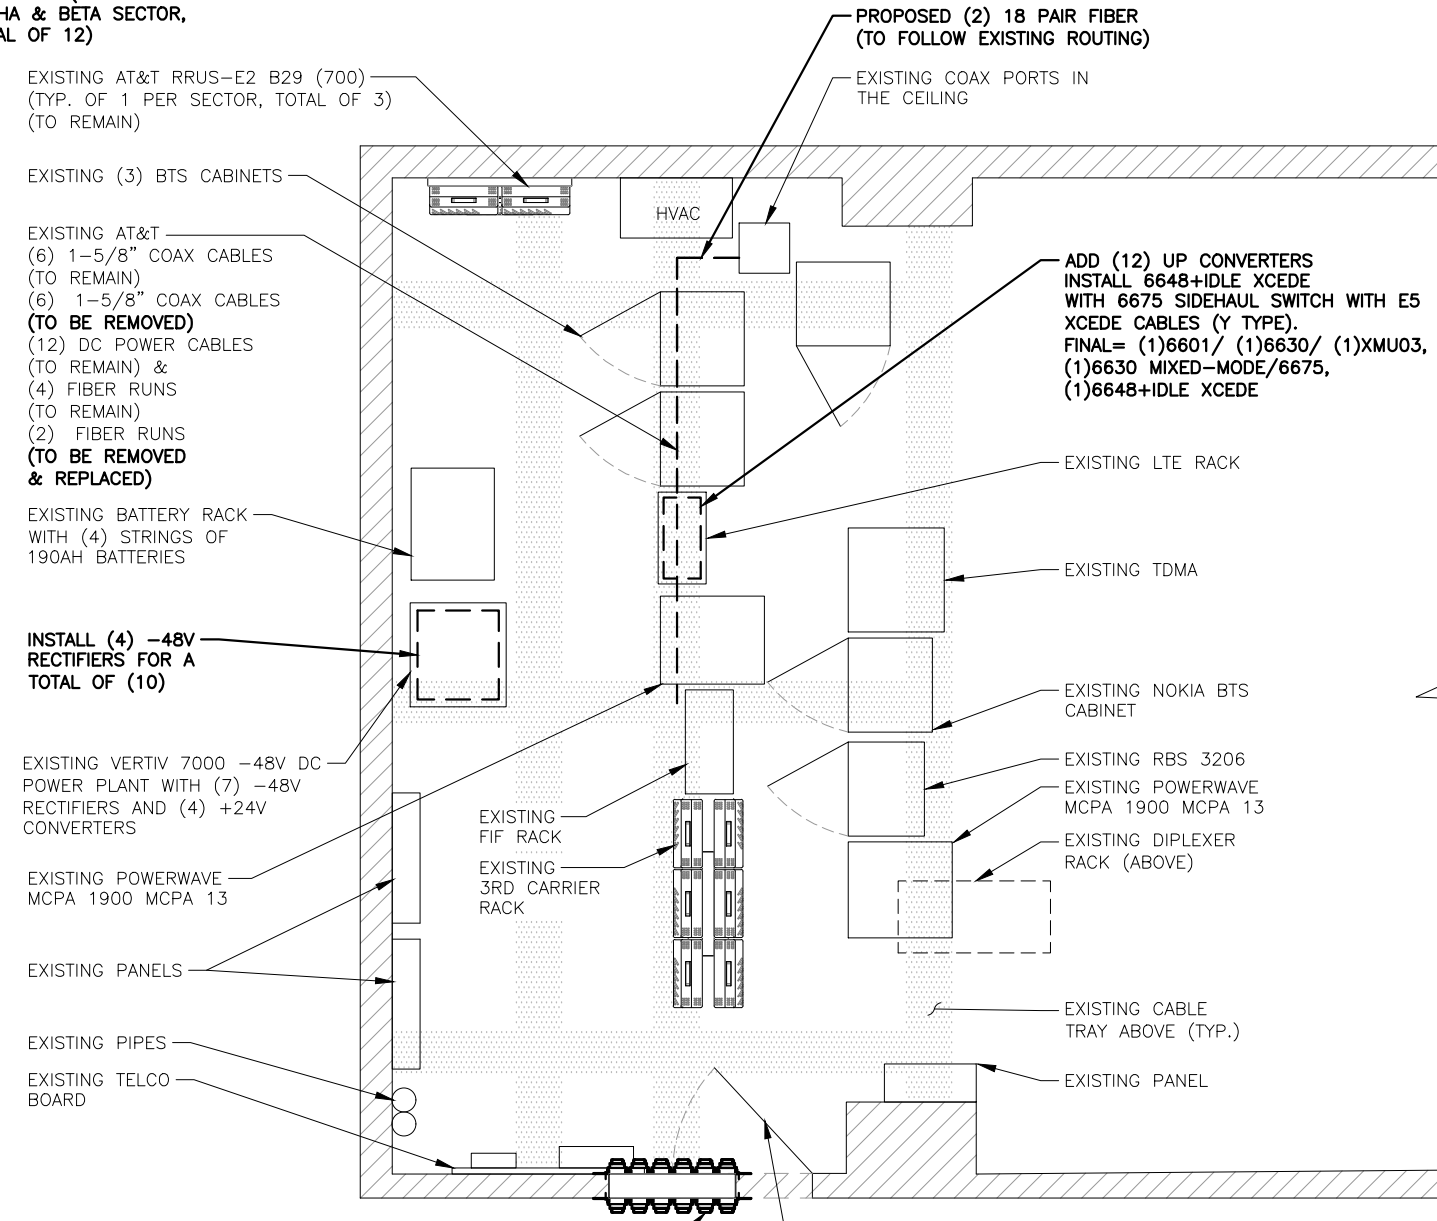 & BETA SECTOR,
OF 12)
EXISTING AT&T RRUS-E2 B29 (700)
(TYP. OF 1 PER SECTOR, TOTAL OF 3)
(TO REMAIN)
EXISTING (3) BTS CABINETS
EXISTING AT&T
(6) 1-5/8" COAX CABLES
(TO REMAIN)
(6) 1-5/8" COAX CABLES
(TO BE REMOVED)
(12) DC POWER CABLES
(TO REMAIN) &
(4) FIBER RUNS
(TO REMAIN)
(2) FIBER RUNS
(TO BE REMOVED
& REPLACED)
EXISTING BATTERY RACK
WITH (4) STRINGS OF
190AH BATTERIES
INSTALL (4) -48V
RECTIFIERS FOR A
TOTAL OF (10)
EXISTING VERTIV 7000 -48V DC
POWER PLANT WITH (7) -48V
RECTIFIERS AND (4) +24V
CONVERTERS
EXISTING POWERWAVE
MCPA 1900 MCPA 13
EXISTING PANELS
EXISTING PIPES
EXISTING TELCO
BOARD
HVAC
EXISTING
FIF RACK
EXISTING
3RD CARRIER
RACK
PROPOSED (2) 18 PAIR FIBER
(TO FOLLOW EXISTING ROUTING)
EXISTING COAX PORTS IN
THE CEILING
ADD (12) UP CONVERTERS
INSTALL 6648+IDLE XCEDE
WITH 6675 SIDEHAUL SWITCH WITH E5
XCEDE CABLES (Y TYPE).
FINAL= (1)6601/ (1)6630/ (1)XMU03,
(1)6630 MIXED-MODE/6675,
(1)6648+IDLE XCEDE
EXISTING LTE RACK
EXISTING TDMA
EXISTING NOKIA BTS
CABINET
EXISTING RBS 3206
EXISTING POWERWAVE
MCPA 1900 MCPA 13
EXISTING DIPLEXER
RACK (ABOVE)
EXISTING CABLE
TRAY ABOVE (TYP.)
EXISTING PANEL